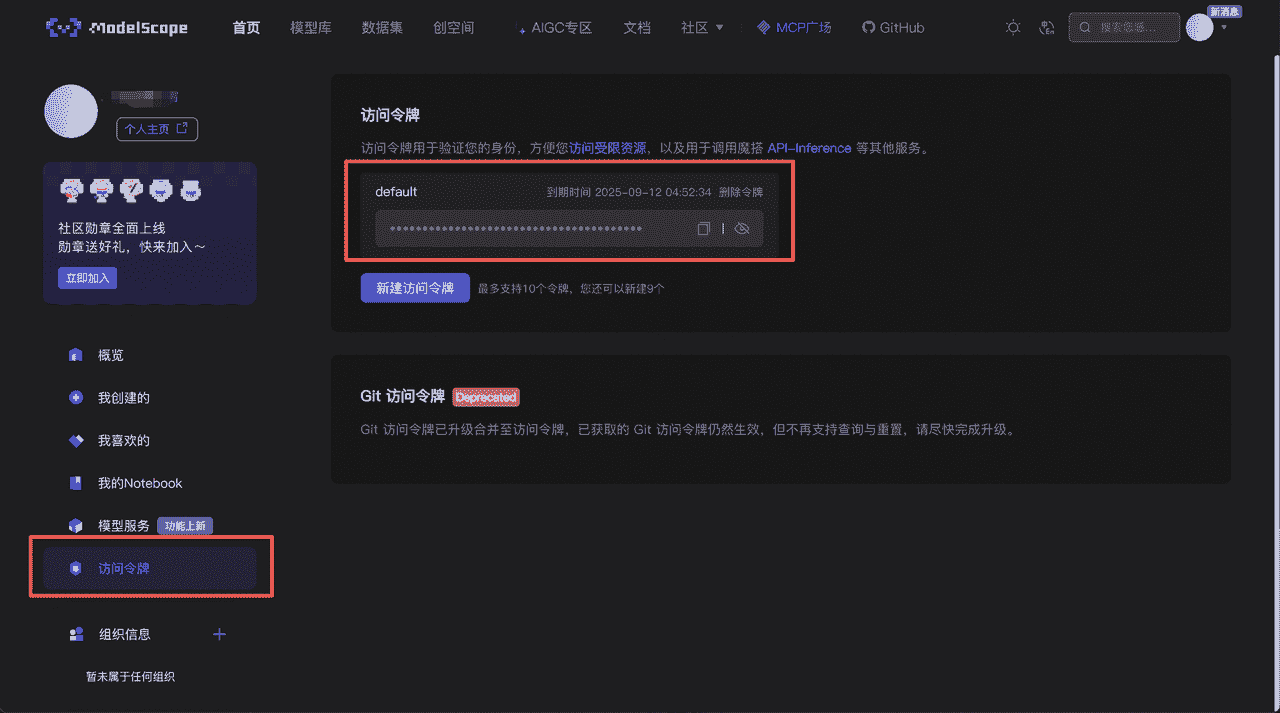 ModelScope 首页 模型库 数据集 创空间 AIGC专区 文档 社区 MCP广场 GitHub 搜索您感... 新消息
个人主页
社区勋章全面上线
勋章送好礼，快来加入～
立即加入
概览
我创建的
我喜欢的
我的Notebook
模型服务 功能上新
访问令牌
组织信息
暂未属于任何组织
访问令牌
访问令牌用于验证您的身份，方便您访问受限资源，以及用于调用魔搭 API-Inference 等其他服务。
default 到期时间 2025-09-12 04:52:34 删除令牌
新建访问令牌 最多支持10个令牌，您还可以新建9个
Git 访问令牌 Deprecated
Git 访问令牌已升级合并至访问令牌，已获取的 Git 访问令牌仍然生效，但不再支持查询与重置，请尽快完成升级。